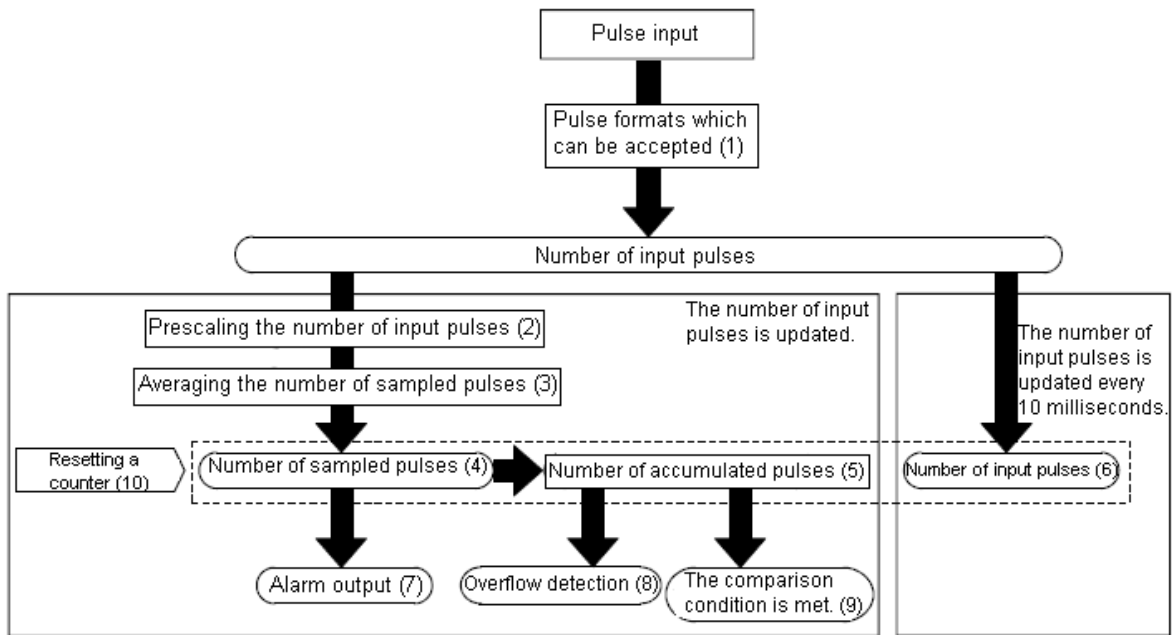 Pulse input
Pulse formats which
can be accepted (1)
Number of input pulses
The number of input
pulses is updated.
Prescaling the number of input pulses (2)
Averaging the number of sampled pulses (3)
The number of
input pulses is
updated every
10 milliseconds.
Resetting a
counter (10)
Number of sampled pulses (4)
Number of accumulated pulses (5)
Number of input pulses (6)
Alarm output (7)
Overflow detection (8)
The comparison
condition is met. (9)